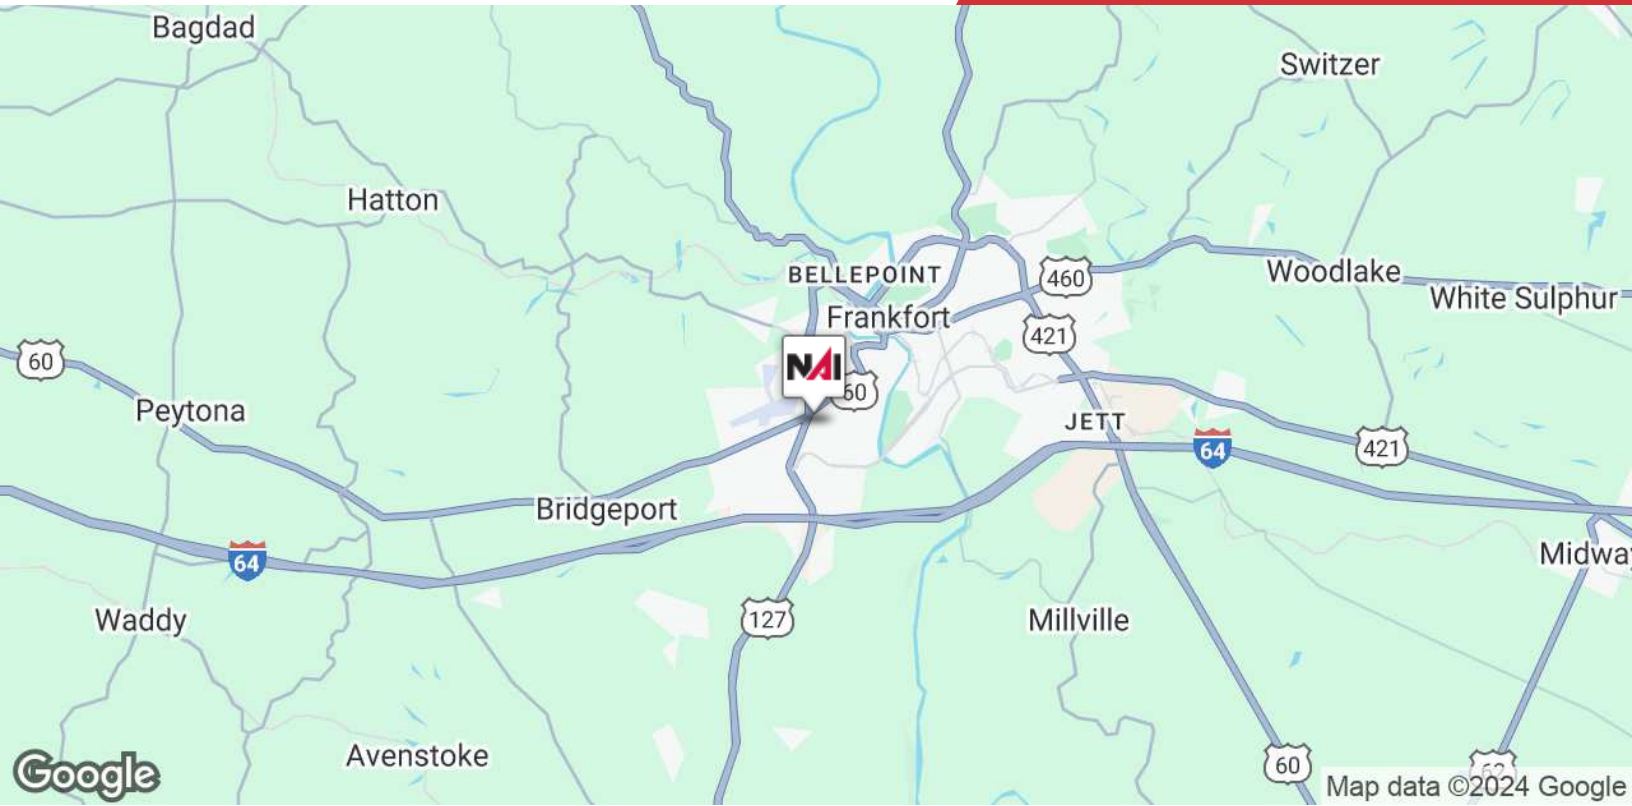 Bagdad
Switzer
Hatton
BELLEPOINT
460
Woodlake
White Sulphur
Frankfort
421
60
NAI
60
Peytona
JETT
64
421
Bridgeport
64
Midway
127
Waddy
Millville
Avenstoke
60
62
Google
Map data ©2024 Google